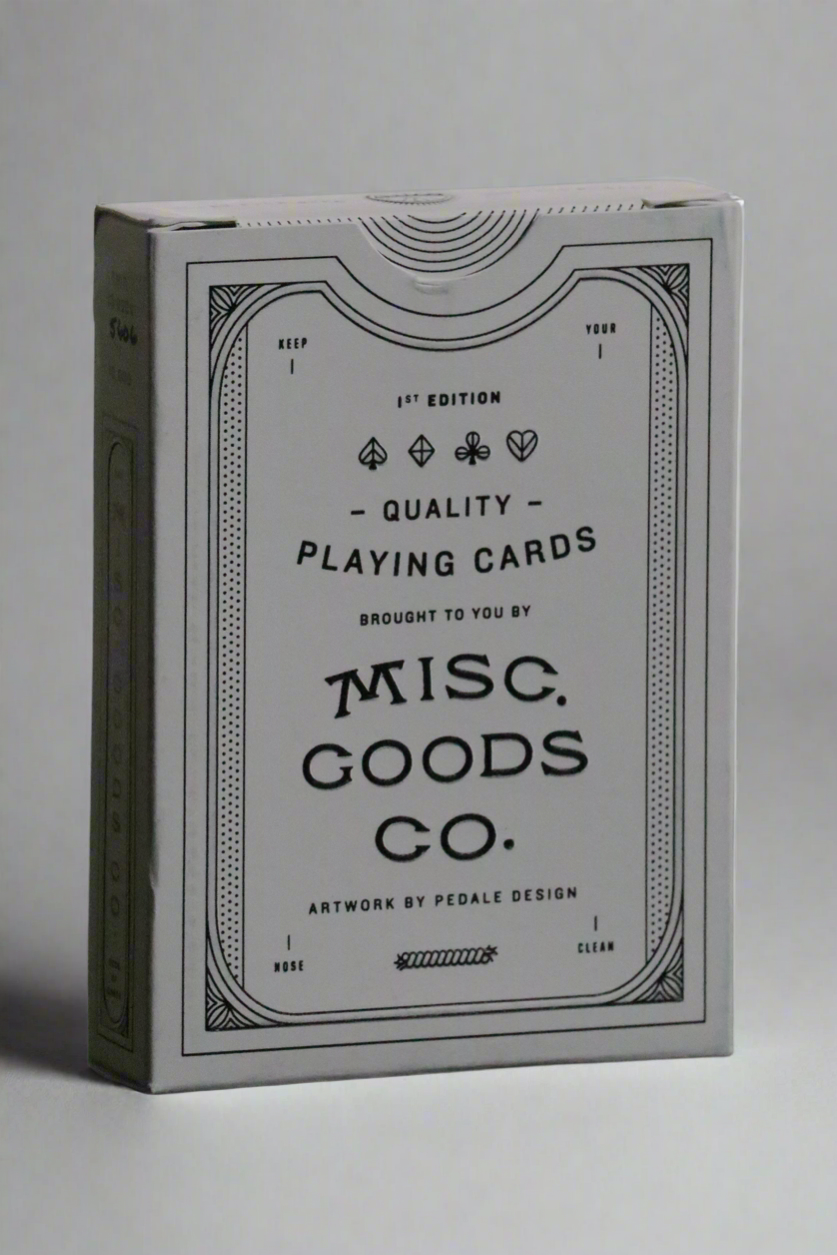 KEEP
YOUR
1ST EDITION
– QUALITY –
PLAYING CARDS
BROUGHT TO YOU BY
MISC.
GOODS
CO.
ARTWORK BY PEDALE DESIGN
NOSE
CLEAN